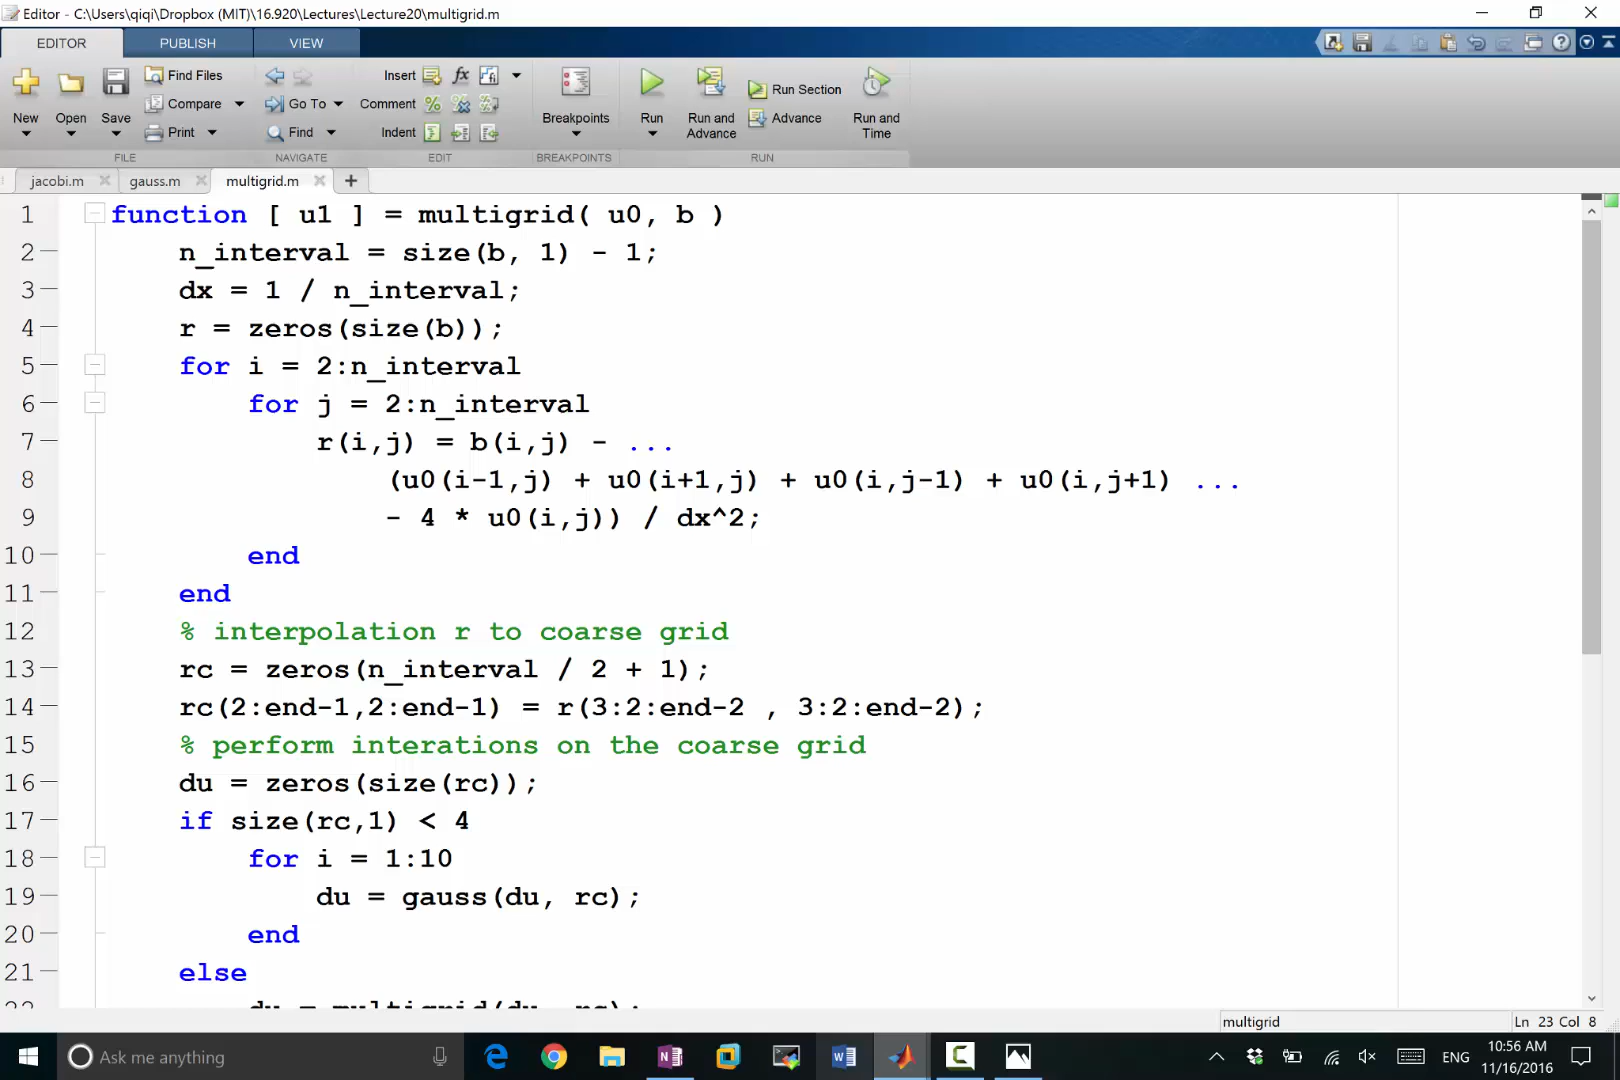 Editor - C:\Users\qiqi\Dropbox (MIT)\16.920\Lectures\Lecture20\multigrid.m
EDITOR PUBLISH VIEW
New Open Save Find Files Compare Print
Go To Find
Insert fx Comment Indent
Breakpoints
Run Run and Advance Run Section Advance Run and Time
FILE NAVIGATE EDIT BREAKPOINTS RUN
jacobi.m gauss.m multigrid.m
1 function [ u1 ] = multigrid( u0, b )
2 n_interval = size(b, 1) - 1;
3 dx = 1 / n_interval;
4 r = zeros(size(b));
5 for i = 2:n_interval
6 for j = 2:n_interval
7 r(i,j) = b(i,j) - ...
8 (u0(i-1,j) + u0(i+1,j) + u0(i,j-1) + u0(i,j+1) ...
9 - 4 * u0(i,j)) / dx^2;
10 end
11 end
12 % interpolation r to coarse grid
13 rc = zeros(n_interval / 2 + 1);
14 rc(2:end-1,2:end-1) = r(3:2:end-2 , 3:2:end-2);
15 % perform interations on the coarse grid
16 du = zeros(size(rc));
17 if size(rc,1) < 4
18 for i = 1:10
19 du = gauss(du, rc);
20 end
21 else
22 du = multigrid(du, rc);
multigrid Ln 23 Col 8
Ask me anything
ENG 10:56 AM
11/16/2016